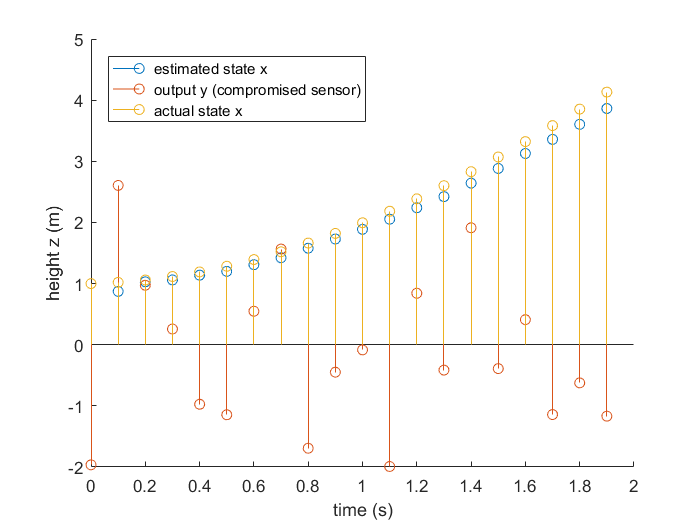 5
estimated state x
output y (compromised sensor)
actual state x
4
3
2
1
0
-1
-2
height z (m)
0 0.2 0.4 0.6 0.8 1 1.2 1.4 1.6 1.8 2
time (s)